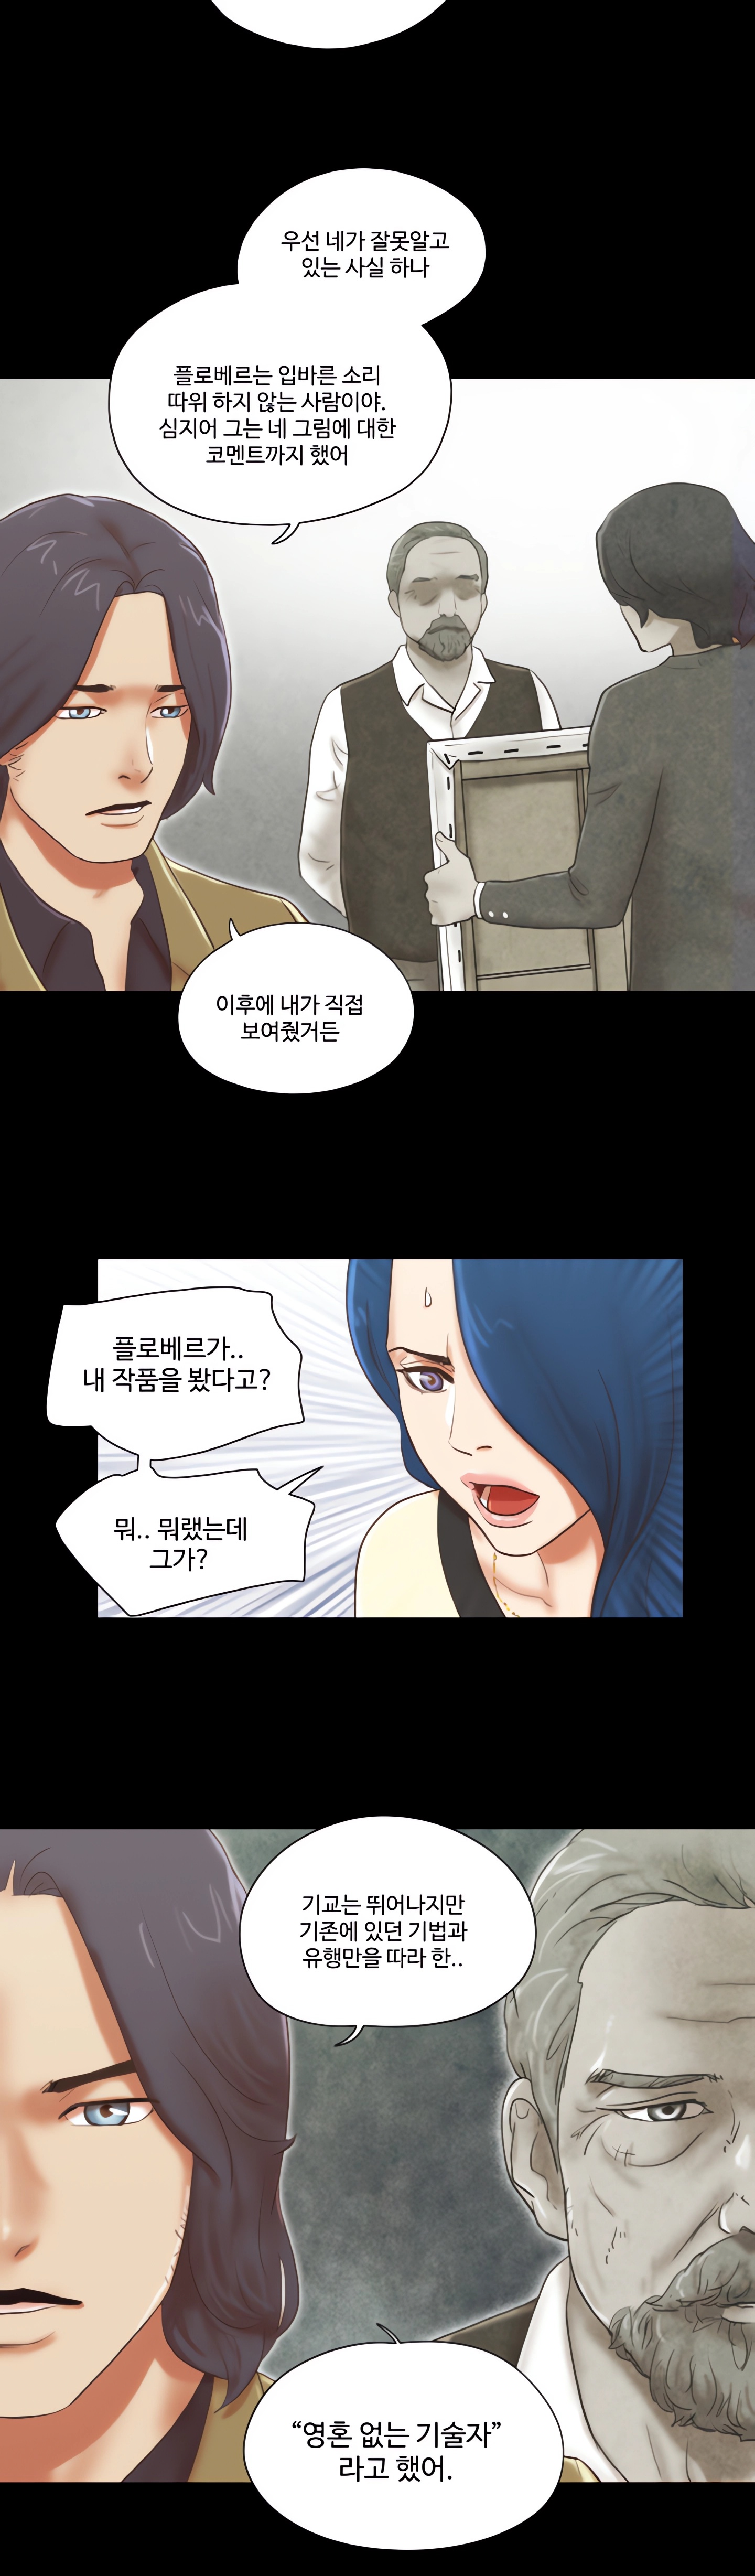 우선 네가 잘못알고
있는 사실 하나
플로베르는 입바른 소리
따위 하지 않는 사람이야.
심지어 그는 네 그림에 대한
코멘트까지 했어
이후에 내가 직접
보여줬거든
플로베르가..
내 작품을 봤다고?
뭐.. 뭐랬는데
그가?
기교는 뛰어나지만
기존에 있던 기법과
유행만을 따라 한..
“영혼 없는 기술자”
라고 했어.